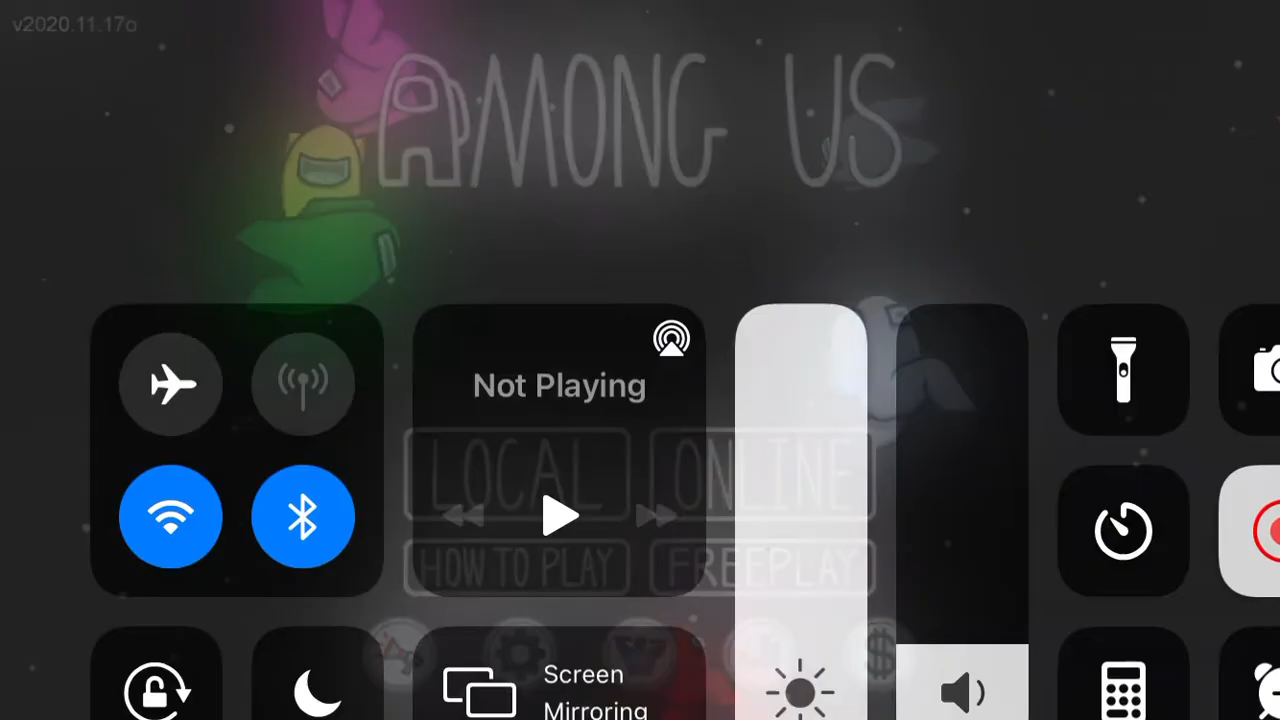 v2020.11.17o
AMONG US
Not Playing
LOCAL ONLINE
HOW TO PLAY FREEPLAY
Screen
Mirroring